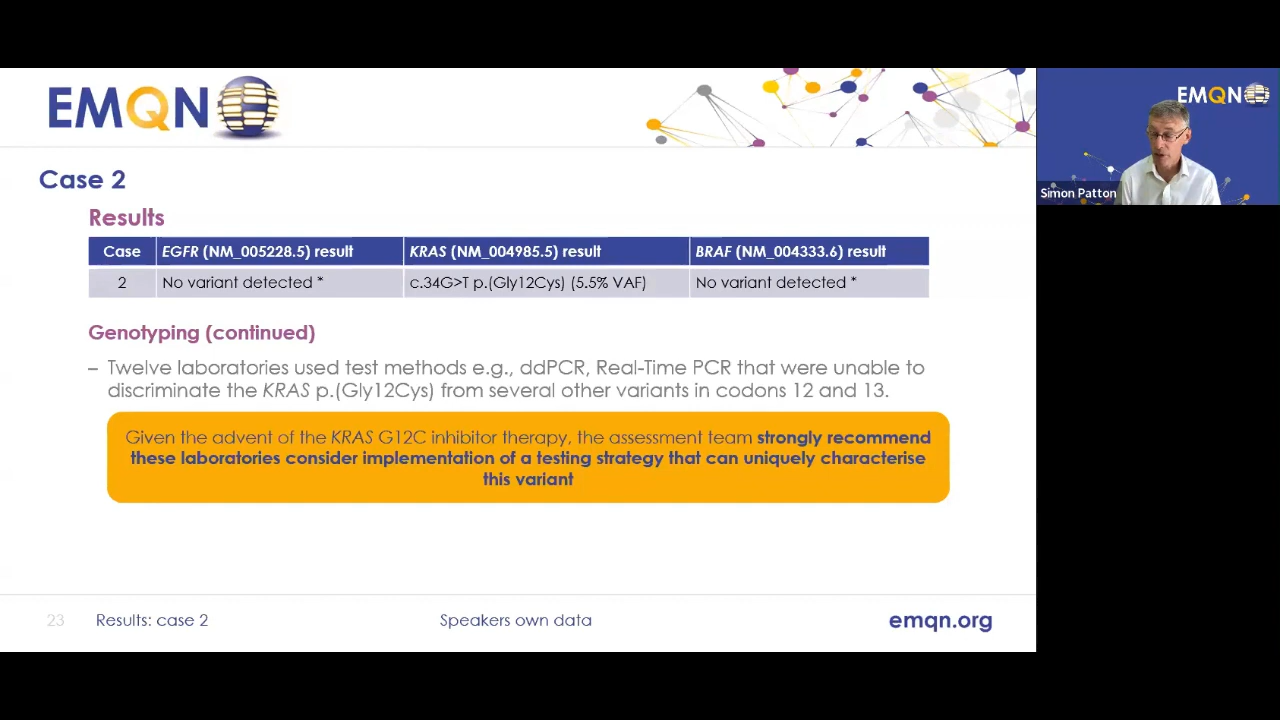 EMQN
EMQN
Simon Patton
Case 2
Results
Case EGFR (NM_005228.5) result KRAS (NM_004985.5) result BRAF (NM_004333.6) result
2 No variant detected * c.34G>T p.(Gly12Cys) (5.5% VAF) No variant detected *
Genotyping (continued)
– Twelve laboratories used test methods e.g., ddPCR, Real-Time PCR that were unable to
discriminate the KRAS p.(Gly12Cys) from several other variants in codons 12 and 13.
Given the advent of the KRAS G12C inhibitor therapy, the assessment team strongly recommend
these laboratories consider implementation of a testing strategy that can uniquely characterise
this variant
23 Results: case 2 Speakers own data emqn.org